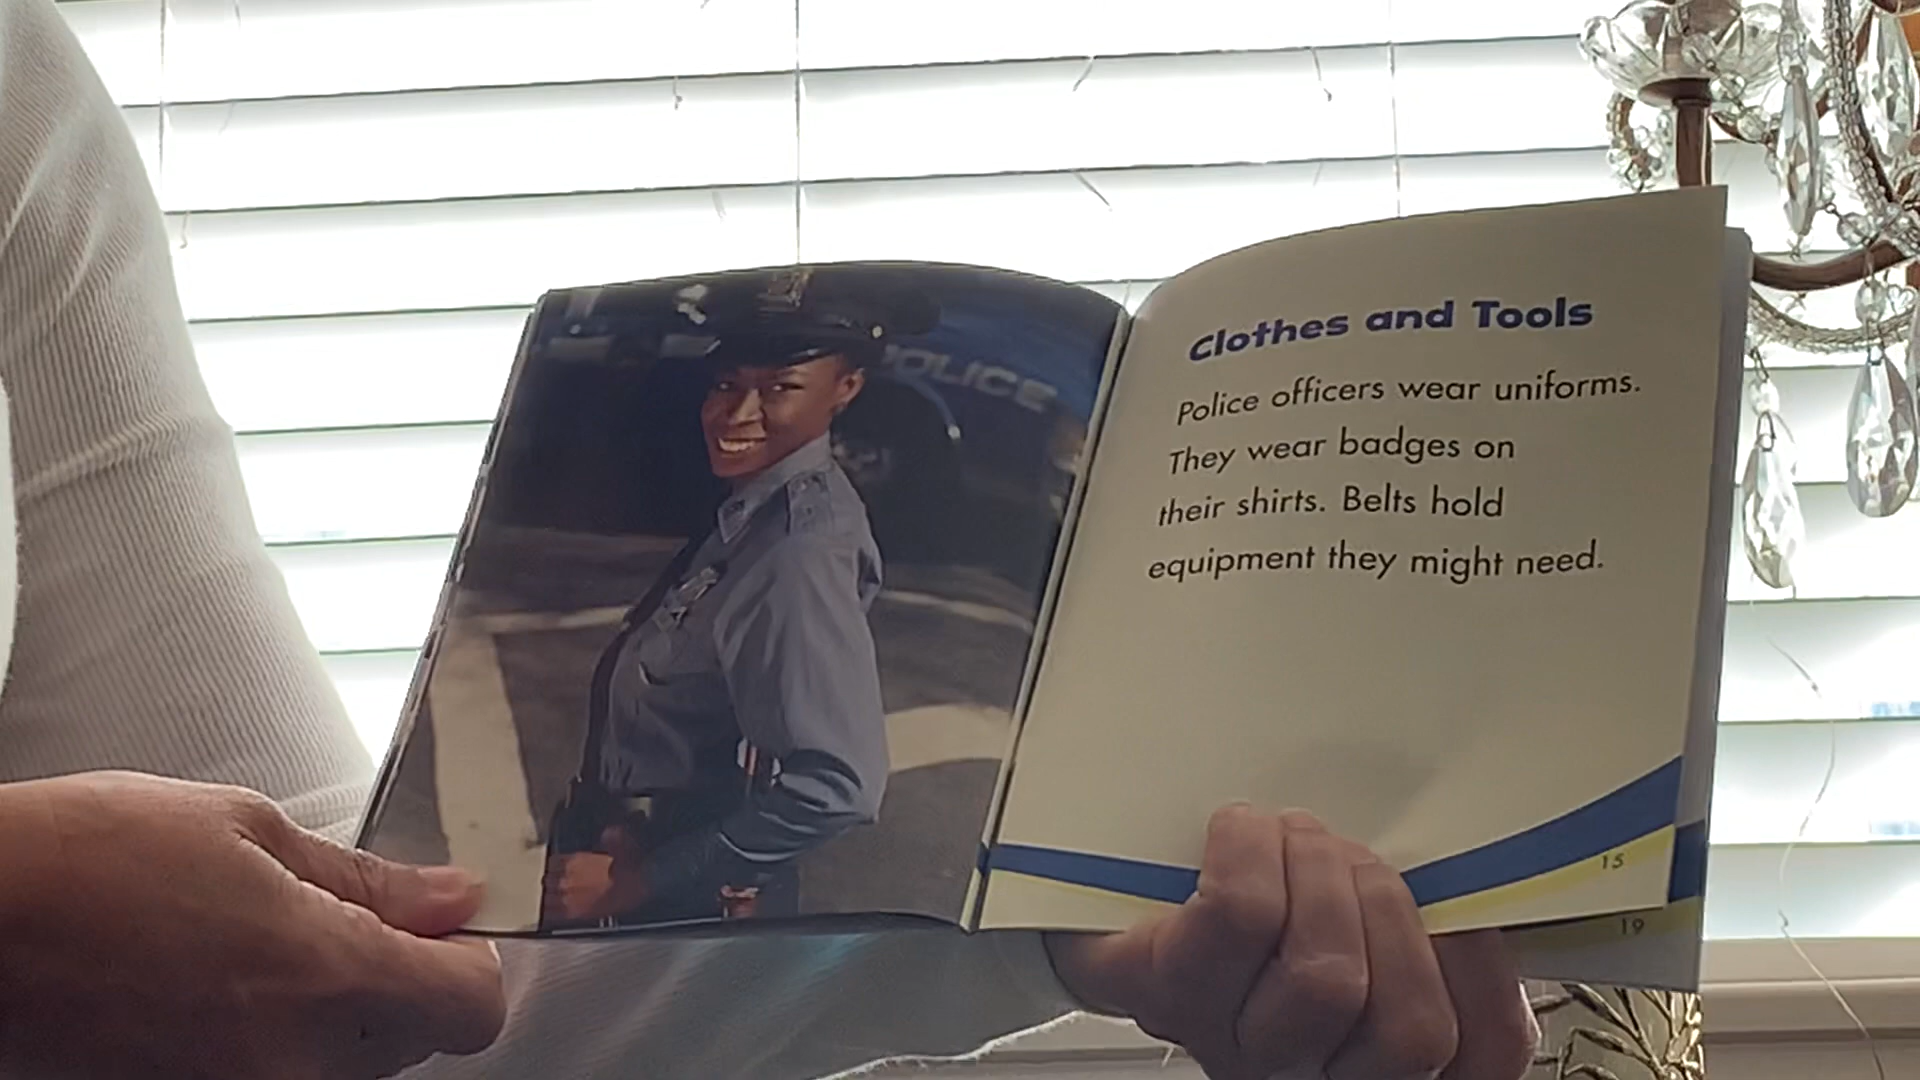 POLICE
Clothes and Tools
Police officers wear uniforms.
They wear badges on
their shirts. Belts hold
equipment they might need.
15
19